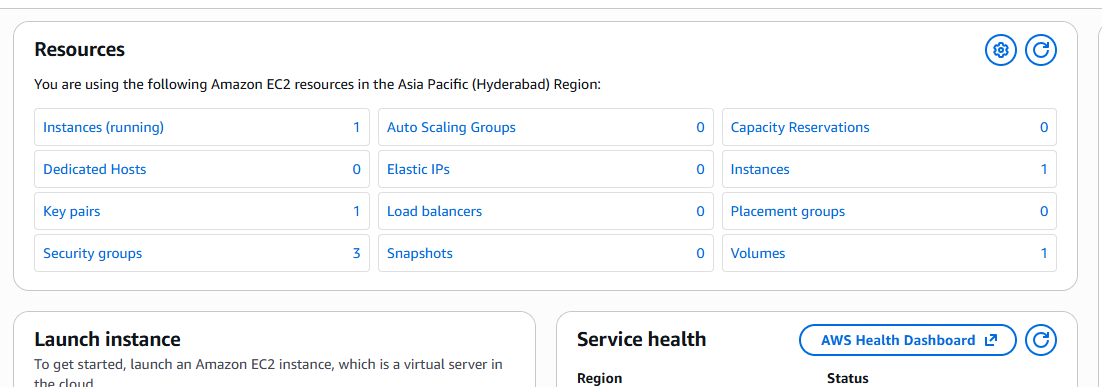 Resources
You are using the following Amazon EC2 resources in the Asia Pacific (Hyderabad) Region:
Instances (running) 1 Auto Scaling Groups 0 Capacity Reservations 0
Dedicated Hosts 0 Elastic IPs 0 Instances 1
Key pairs 1 Load balancers 0 Placement groups 0
Security groups 3 Snapshots 0 Volumes 1
Launch instance
To get started, launch an Amazon EC2 instance, which is a virtual server in
the cloud
Service health
AWS Health Dashboard
Region Status